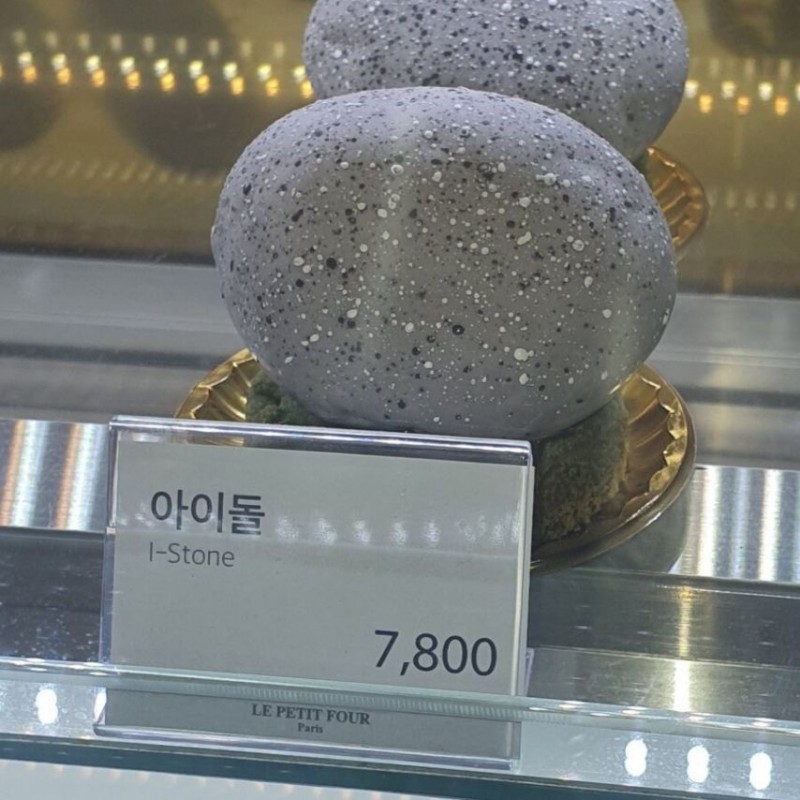 아이돌
I-Stone
7,800
LE PETIT FOUR
Paris